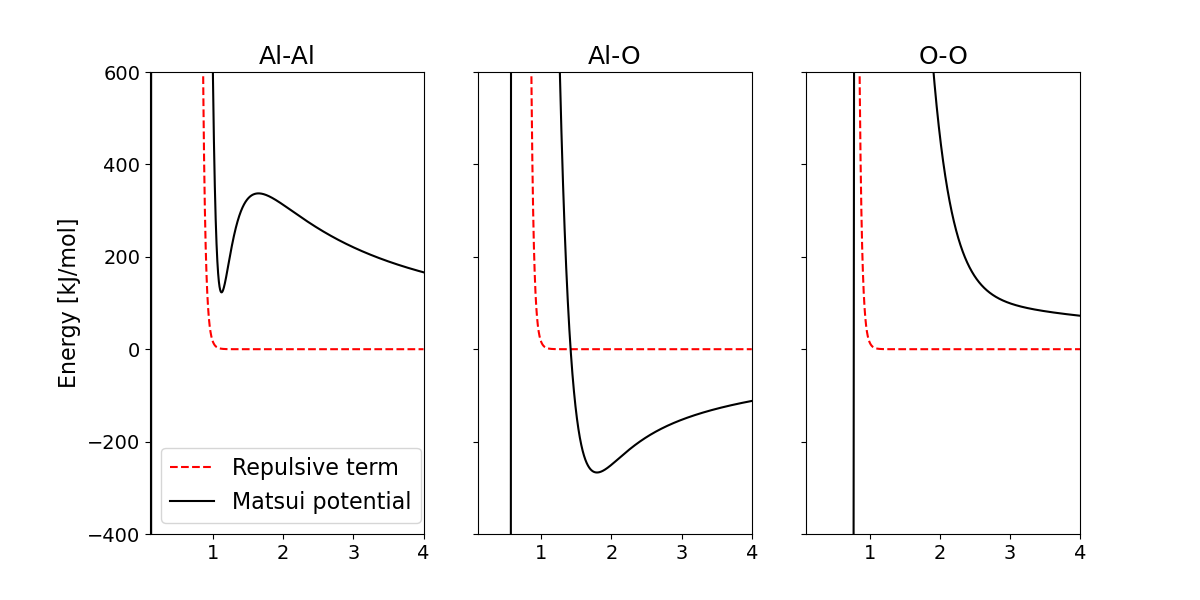 Al-Al
Al-O
O-O
Energy [kJ/mol]
600
400
200
0
−200
−400
Repulsive term
Matsui potential
1 2 3 4
1 2 3 4
1 2 3 4